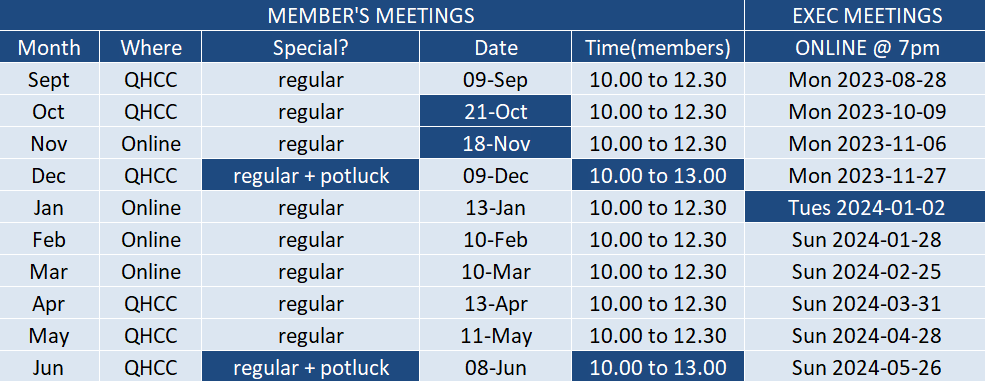 MEMBER'S MEETINGS EXEC MEETINGS
Month Where Special? Date Time(members) ONLINE @ 7pm
Sept QHCC regular 09-Sep 10.00 to 12.30 Mon 2023-08-28
Oct QHCC regular 21-Oct 10.00 to 12.30 Mon 2023-10-09
Nov Online regular 18-Nov 10.00 to 12.30 Mon 2023-11-06
Dec QHCC regular + potluck 09-Dec 10.00 to 13.00 Mon 2023-11-27
Jan Online regular 13-Jan 10.00 to 12.30 Tues 2024-01-02
Feb Online regular 10-Feb 10.00 to 12.30 Sun 2024-01-28
Mar Online regular 10-Mar 10.00 to 12.30 Sun 2024-02-25
Apr QHCC regular 13-Apr 10.00 to 12.30 Sun 2024-03-31
May QHCC regular 11-May 10.00 to 12.30 Sun 2024-04-28
Jun QHCC regular + potluck 08-Jun 10.00 to 13.00 Sun 2024-05-26